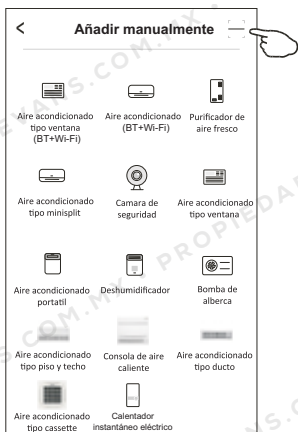 Añadir manualmente
Aire acondicionado
tipo ventana
(BT+Wi-Fi)
Aire acondicionado
(BT+Wi-Fi)
Purificador de
aire fresco
Aire acondicionado
tipo minisplit
Camara de
seguridad
Aire acondicionado
tipo ventana
Aire acondicionado
portatil
Deshumidificador
Bomba de
alberca
Aire acondicionado
tipo piso y techo
Consola de aire
caliente
Aire acondicionado
tipo ducto
Aire acondicionado
tipo cassette
Calentador
instantáneo eléctrico